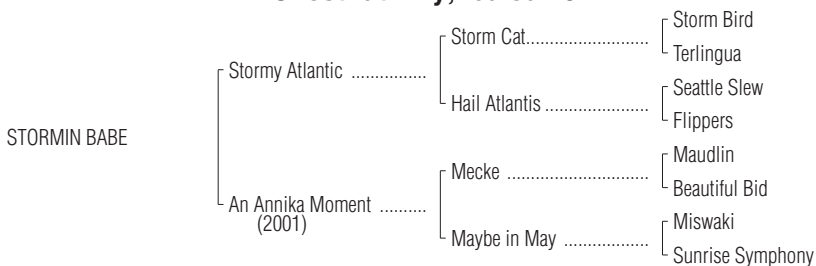 Storm Bird
Storm Cat..............................
Terlingua
Stormy Atlantic ..................
Seattle Slew
Hail Atlantis .........................
Flippers
STORMIN BABE
Maudlin
Mecke ..................................
Beautiful Bid
An Annika Moment ...........
(2001)
Miswaki
Maybe in May .....................
Sunrise Symphony